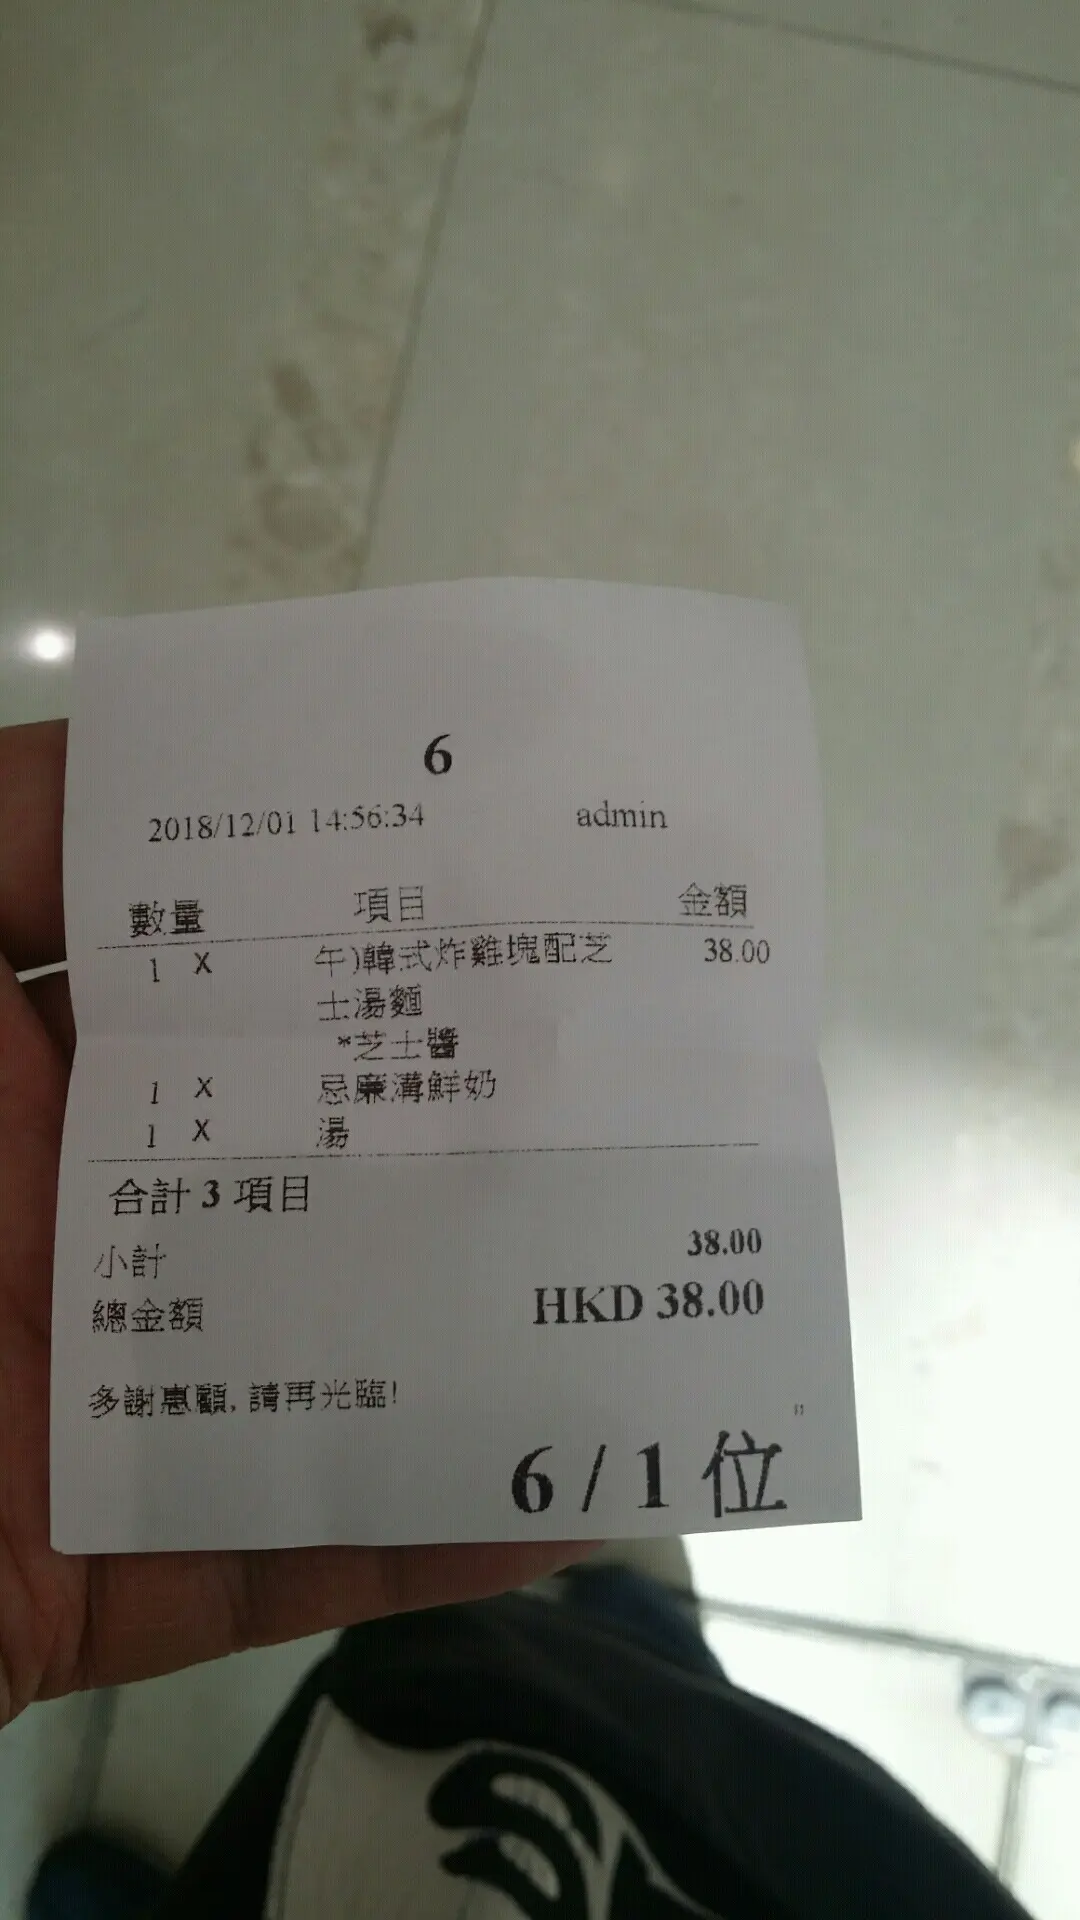 6
2018/12/01 14:56:34 admin
數量 項目 金額
1 X 午)韓式炸雞塊配芝 38.00
士湯麵
*芝士醬
1 X 忌廉溝鮮奶
1 X 湯
合計 3 項目
小計 38.00
總金額 HKD 38.00
多謝惠顧, 請再光臨!
"
6 / 1 位